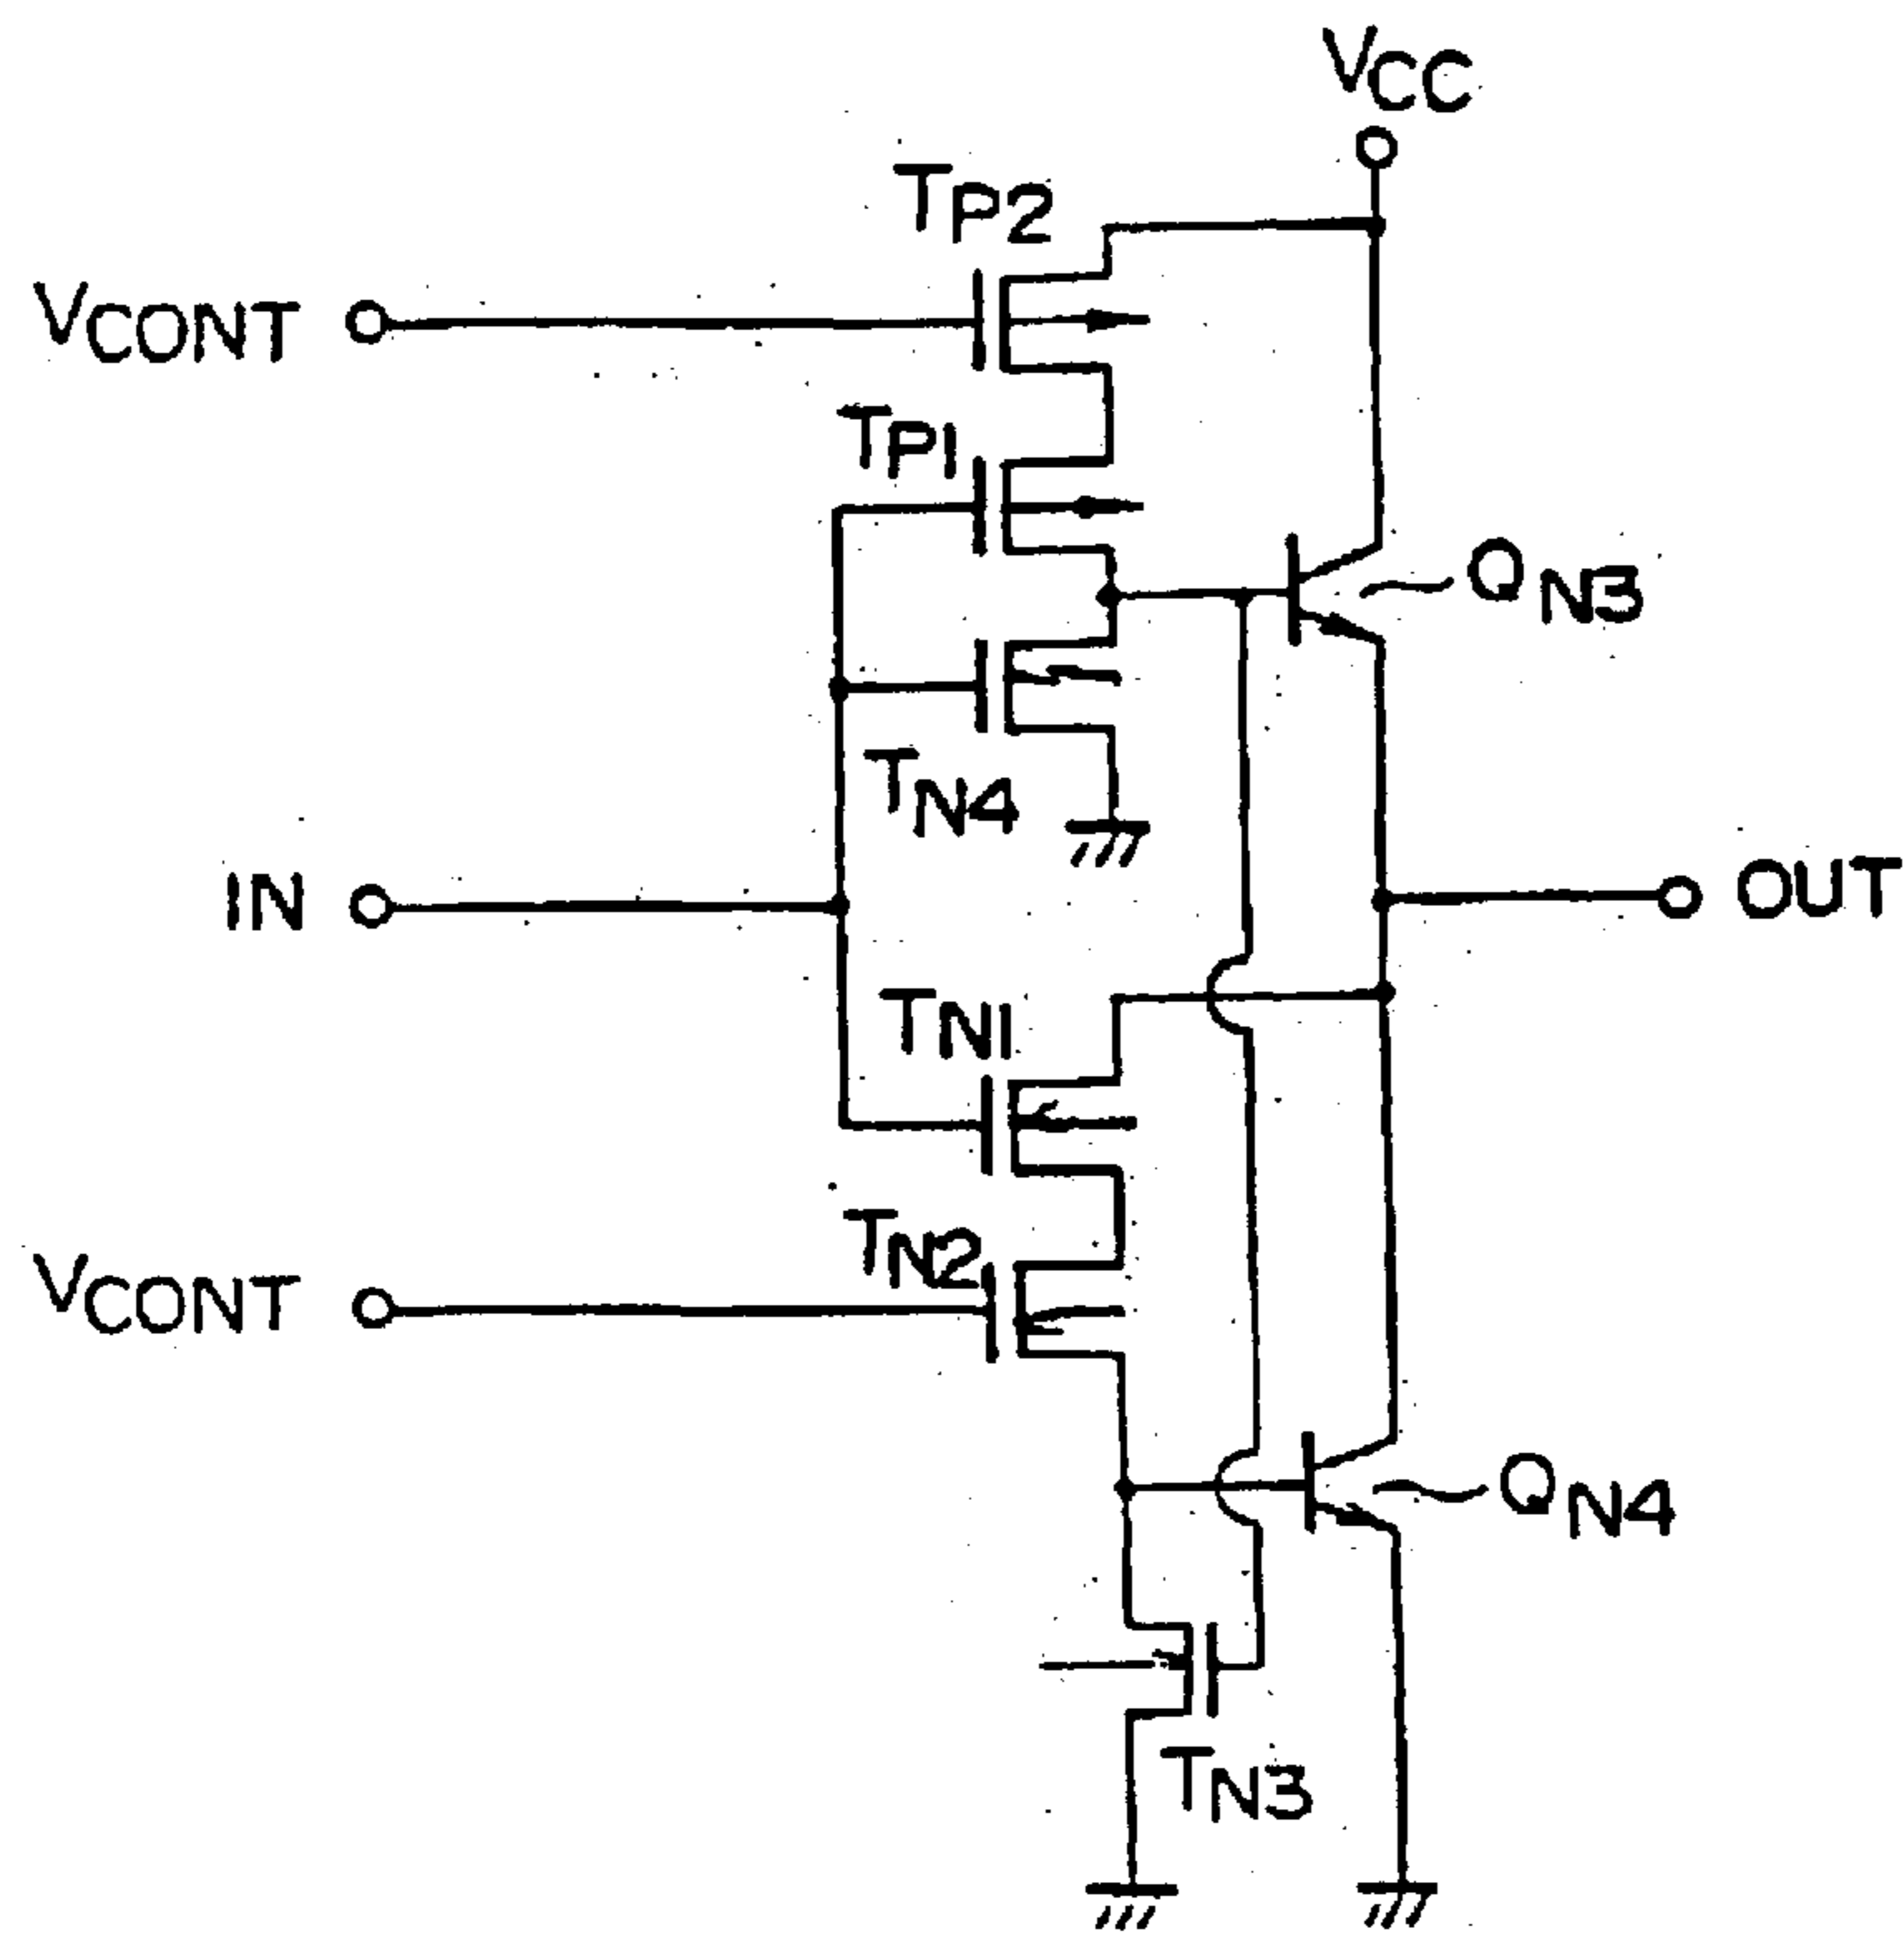 VCC
TP2
VCONT
TP1
QN3
TN4
IN
OUT
TN1
TN2
VCONT
QN4
TN3